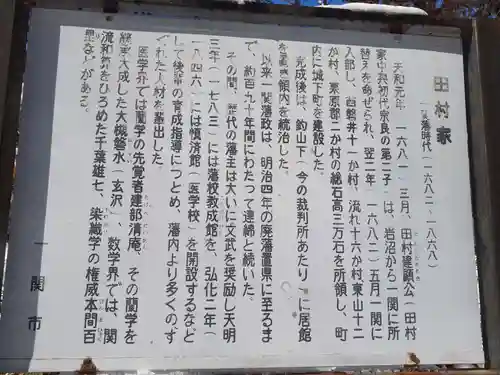 田村家
一関藩時代(一六八二~一八六八)
天和元年(一六八一)三月、田村建顕公(田村
家中興初代宗良の第二子)は、岩沼から一関に所
替えを命ぜられ、翌二年(一六八二)五月一関に
入部し、西磐井十一か村、流れ十六か村東山十二
か村、栗原郡二か村の総石高三万石を所領し、町
内に城下町を建設した。
完成後は、釣山下(今の裁判所あたり)に居館
を置き領内を統治した。
以来一関藩政は、明治四年の廃藩置県に至るま
で、約百九十年間にわたって連綿と続いた。
その間、歴代の藩主は大いに文武を奨励し天明
三年(一七八三)には藩校教成館を、弘化二年(
一八四六)には慎済館(医学校)を開設するなど
して後輩の育成指導につとめ、藩内より多くのす
ぐれた人材を輩出した。
医学界では蘭学の先覚者建部清庵、その蘭学を
継ぎ大成した大槻磐水(玄沢)、数学界では、関
流和算をひろめた千葉雄七、染織学の権威本間百
里などがある。
一関市